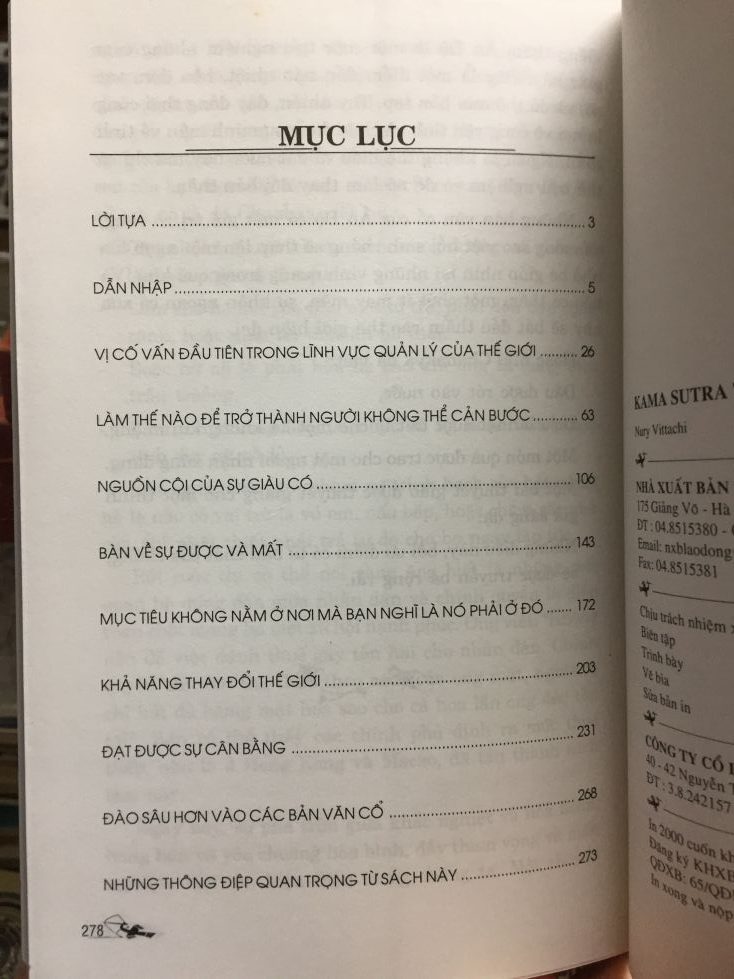 MỤC LỤC
LỜI TỰA ........ 3
DẪN NHẬP ........ 5
VỊ CỐ VẤN ĐẦU TIÊN TRONG LĨNH VỰC QUẢN LÝ CỦA THẾ GIỚI ........ 26
LÀM THẾ NÀO ĐỂ TRỞ THÀNH NGƯỜI KHÔNG THỂ CẢN BƯỚC ........ 63
NGUỒN CỘI CỦA SỰ GIÀU CÓ ........ 106
BÀN VỀ SỰ ĐƯỢC VÀ MẤT ........ 143
MỤC TIÊU KHÔNG NẰM Ở NƠI MÀ BẠN NGHĨ LÀ NÓ PHẢI Ở ĐÓ ........ 172
KHẢ NĂNG THAY ĐỔI THẾ GIỚI ........ 203
ĐẠT ĐƯỢC SỰ CÂN BẰNG ........ 231
ĐÀO SÂU HƠN VÀO CÁC BẢN VĂN CỔ ........ 268
NHỮNG THÔNG ĐIỆP QUAN TRỌNG TỪ SÁCH NÀY ........ 273
278
KAMA SUTRA
Nury Vittachi
NHÀ XUẤT BẢN
175 Giảng Võ - Hà
ĐT : 04.8515380 -
Email: nxblaodong
Fax: 04.8515381
Chịu trách nhiệm
Biên tập
Trình bày
Vẽ bìa
Sửa bản in
CÔNG TY CỔ
40 - 42 Nguyễn
ĐT : 3.8.242157
In 2000 cuốn
Đăng ký KHXB
QĐXB: 65/QĐ
In xong và nộp